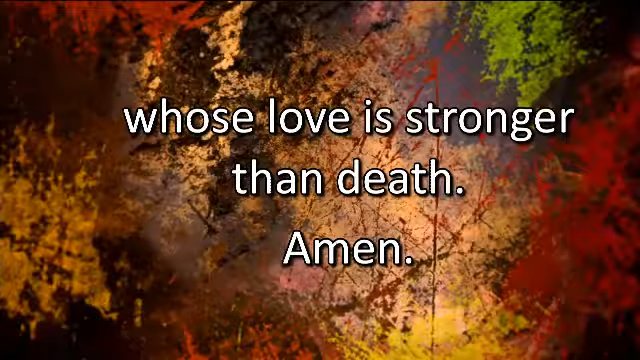 whose love is stronger
than death.
Amen.